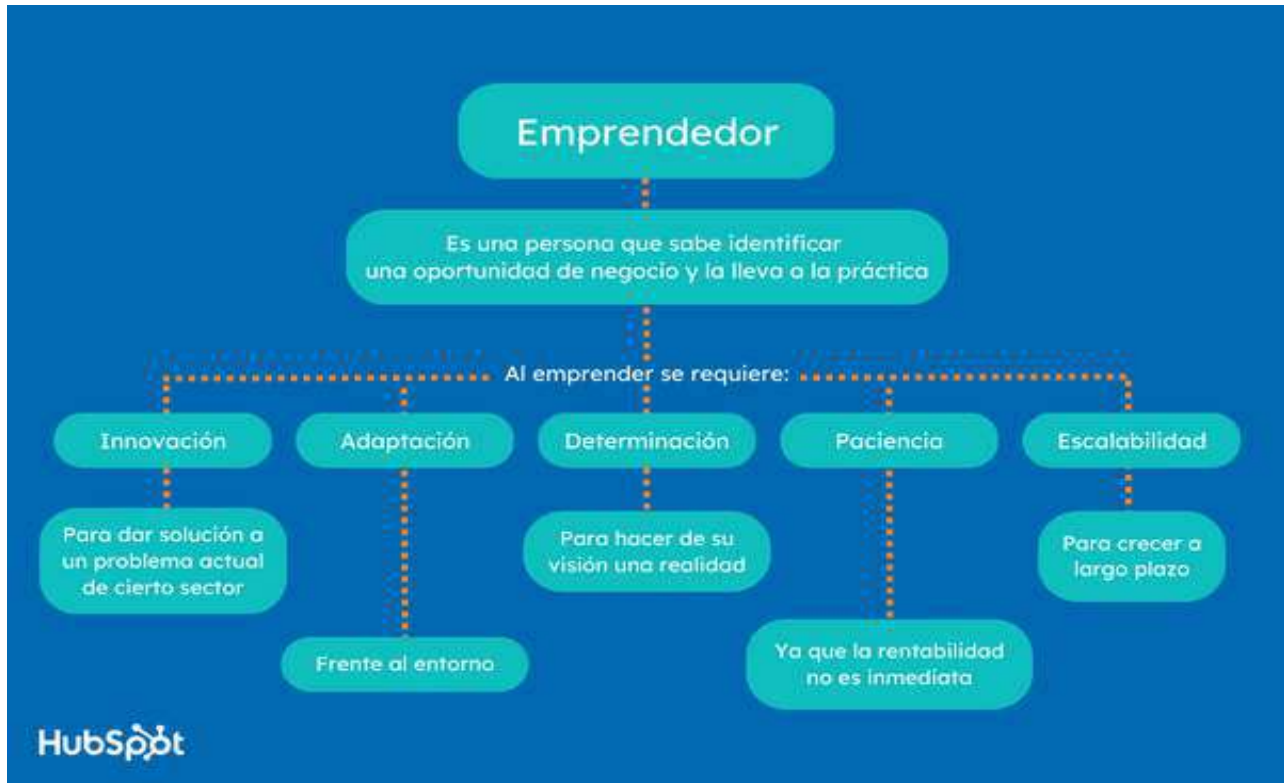 Emprendedor
Es una persona que sabe identificar
una oportunidad de negocio y la lleva a la práctica
Al emprender se requiere:
Innovación
Adaptación
Determinación
Paciencia
Escalabilidad
Para dar solución a
un problema actual
de cierto sector
Frente al entorno
Para hacer de su
visión una realidad
Ya que la rentabilidad
no es inmediata
Para crecer a
largo plazo
HubSpot